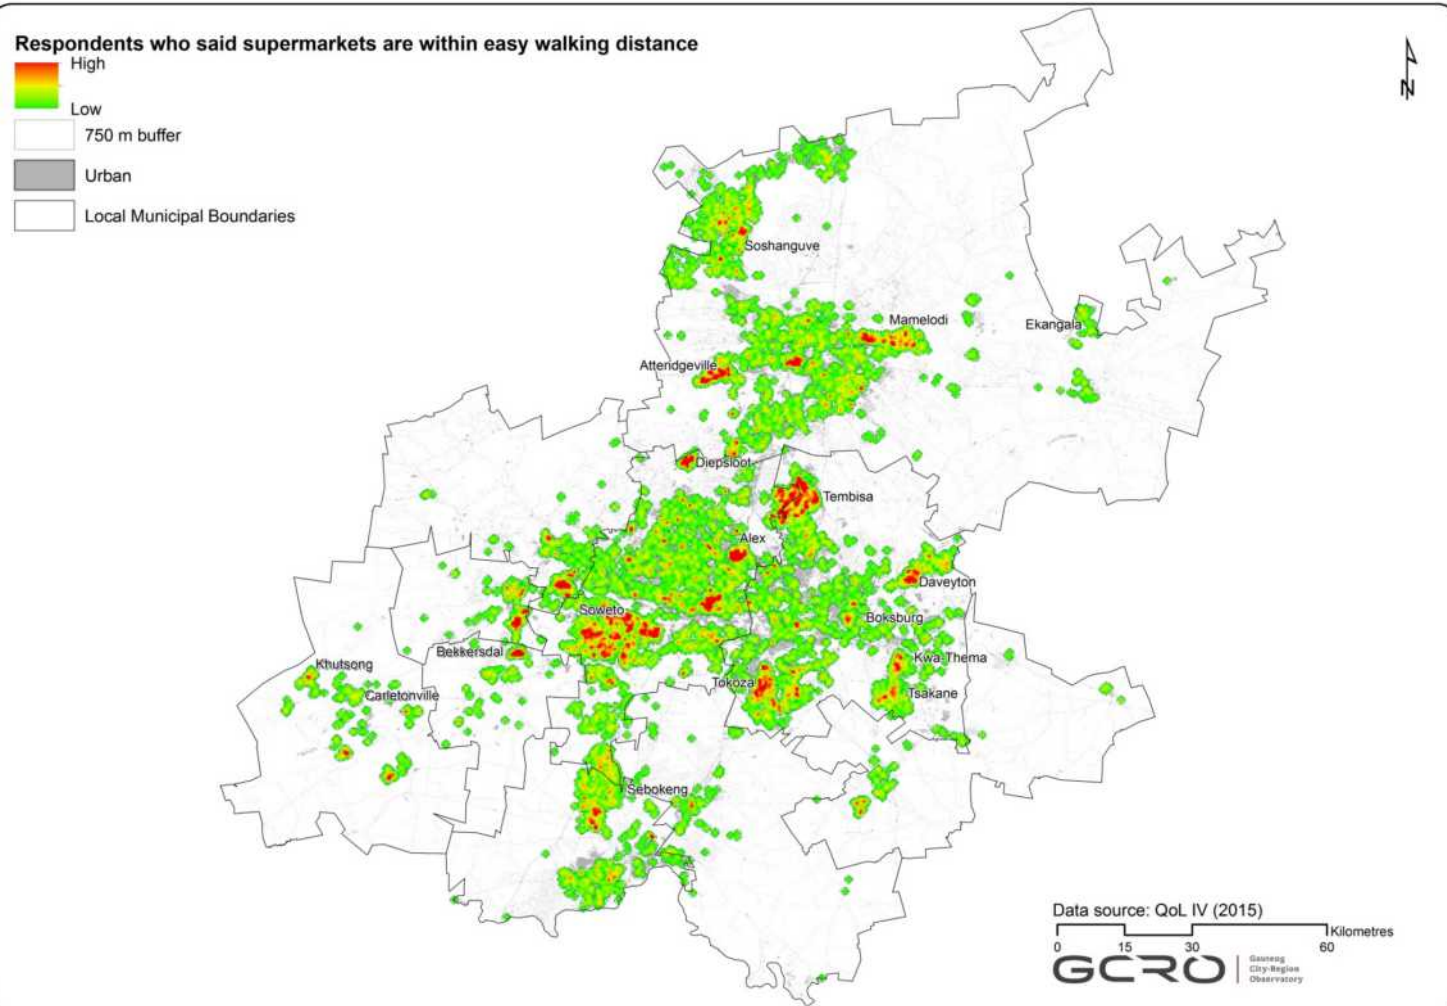 Respondents who said supermarkets are within easy walking distance
High
Low
750 m buffer
Urban
Local Municipal Boundaries
N
Soshanguve
Mamelodi
Ekangala
Atteridgeville
Diepsloot
Tembisa
Alex
Daveyton
Soweto
Boksburg
Bekkersdal
Kwa-Thema
Khutsong
Tokoza
Tsakane
Carletonville
Sebokeng
Data source: QoL IV (2015)
Kilometres
0 15 30 60
GCRO
Gauteng
City-Region
Observatory